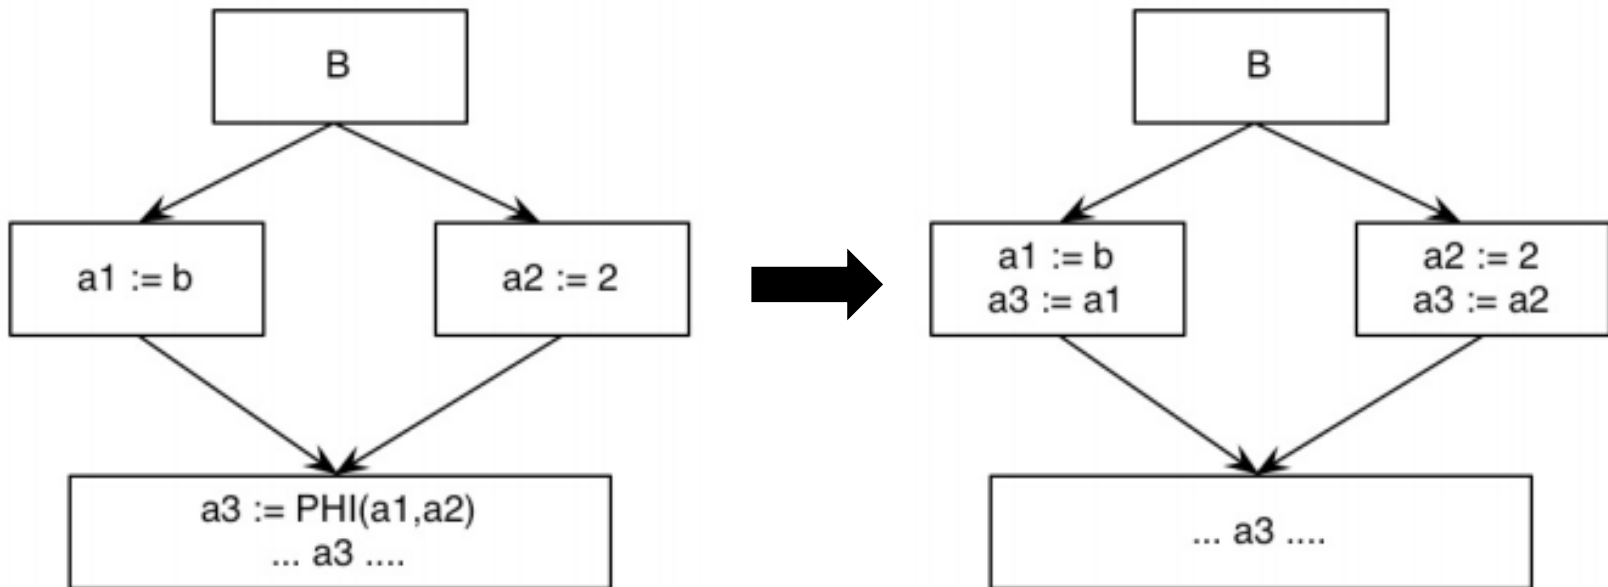 B
a1 := b
a2 := 2
a3 := PHI(a1,a2)
... a3 ....
B
a1 := b
a3 := a1
a2 := 2
a3 := a2
... a3 ....